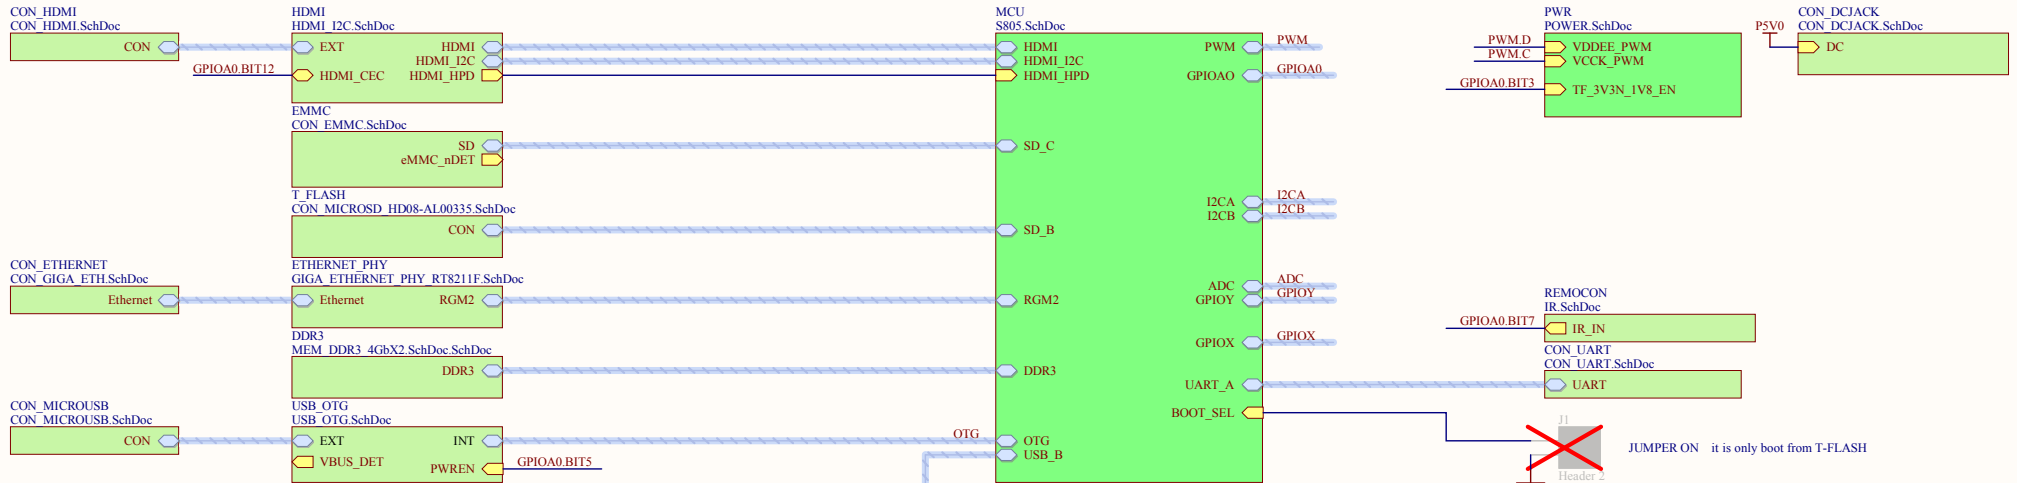 CON_HDMI
CON_HDMI.SchDoc
CON
HDMI
HDMI_I2C.SchDoc
EXT
HDMI
HDMI_I2C
HDMI_CEC
HDMI_HPD
GPIOA0.BIT12
EMMC
CON_EMMC.SchDoc
SD
eMMC_nDET
T_FLASH
CON_MICROSD_HD08-AL00335.SchDoc
CON
CON_ETHERNET
CON_GIGA_ETH.SchDoc
Ethernet
ETHERNET_PHY
GIGA_ETHERNET_PHY_RT8211F.SchDoc
Ethernet
RGM2
DDR3
MEM_DDR3_4GbX2.SchDoc.SchDoc
DDR3
CON_MICROUSB
CON_MICROUSB.SchDoc
CON
USB_OTG
USB_OTG.SchDoc
EXT
INT
VBUS_DET
PWREN
GPIOA0.BIT5
OTG
MCU
S805.SchDoc
HDMI
HDMI_I2C
HDMI_HPD
SD_C
SD_B
RGM2
DDR3
OTG
USB_B
PWM
GPIOAO
I2CA
I2CB
ADC
GPIOY
GPIOX
UART_A
BOOT_SEL
PWM
GPIOA0
I2CA
I2CB
ADC
GPIOY
GPIOX
PWR
POWER.SchDoc
PWM.D
PWM.C
GPIOA0.BIT3
VDDEE_PWM
VCCK_PWM
TF_3V3N_1V8_EN
P5V0
CON_DCJACK
CON_DCJACK.SchDoc
DC
REMOCON
IR.SchDoc
GPIOA0.BIT7
IR_IN
CON_UART
CON_UART.SchDoc
UART
J1
Header 2
JUMPER ON it is only boot from T-FLASH